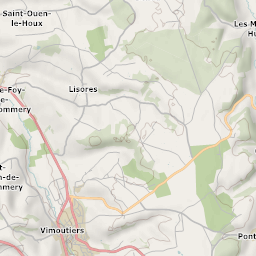 Saint-Ouen-
le-Houx
Les M
Hu
Lisores
e-Foy-
e-
ommery
t-
n-de-
mmery
Vimoutiers
Pont